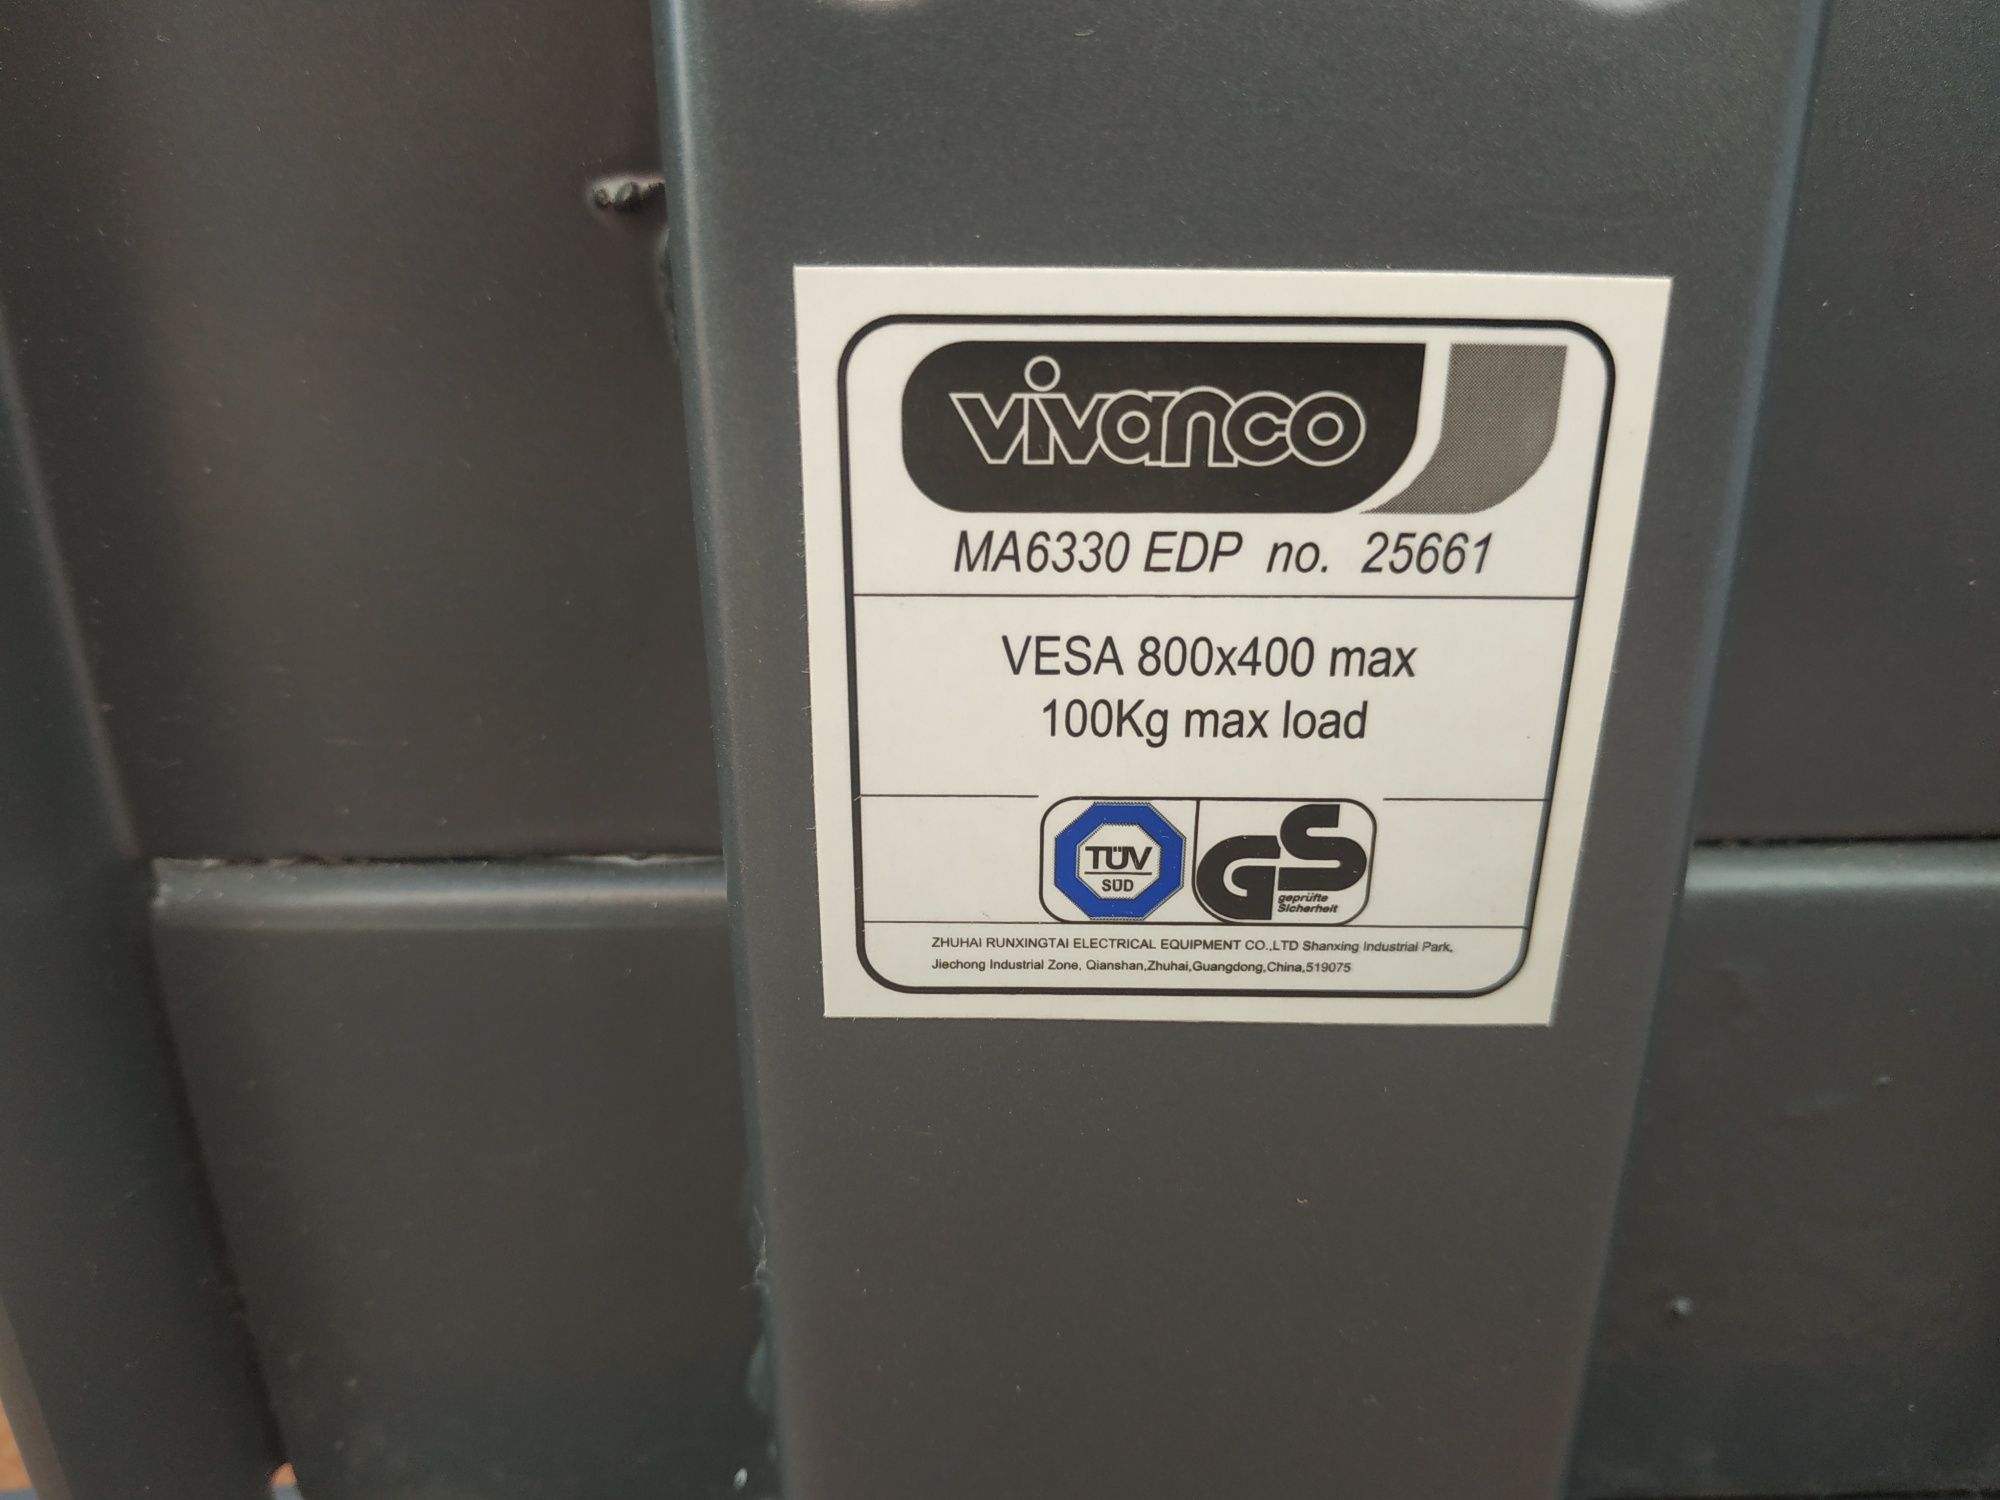 vivanco
MA6330 EDP no. 25661
VESA 800x400 max
100Kg max load
TÜV
SÜD
GS
geprüfte
Sicherheit
ZHUHAI RUNXINGTAI ELECTRICAL EQUIPMENT CO.,LTD Shanxing Industrial Park,
Jiechong Industrial Zone, Qianshan,Zhuhai,Guangdong,China,519075